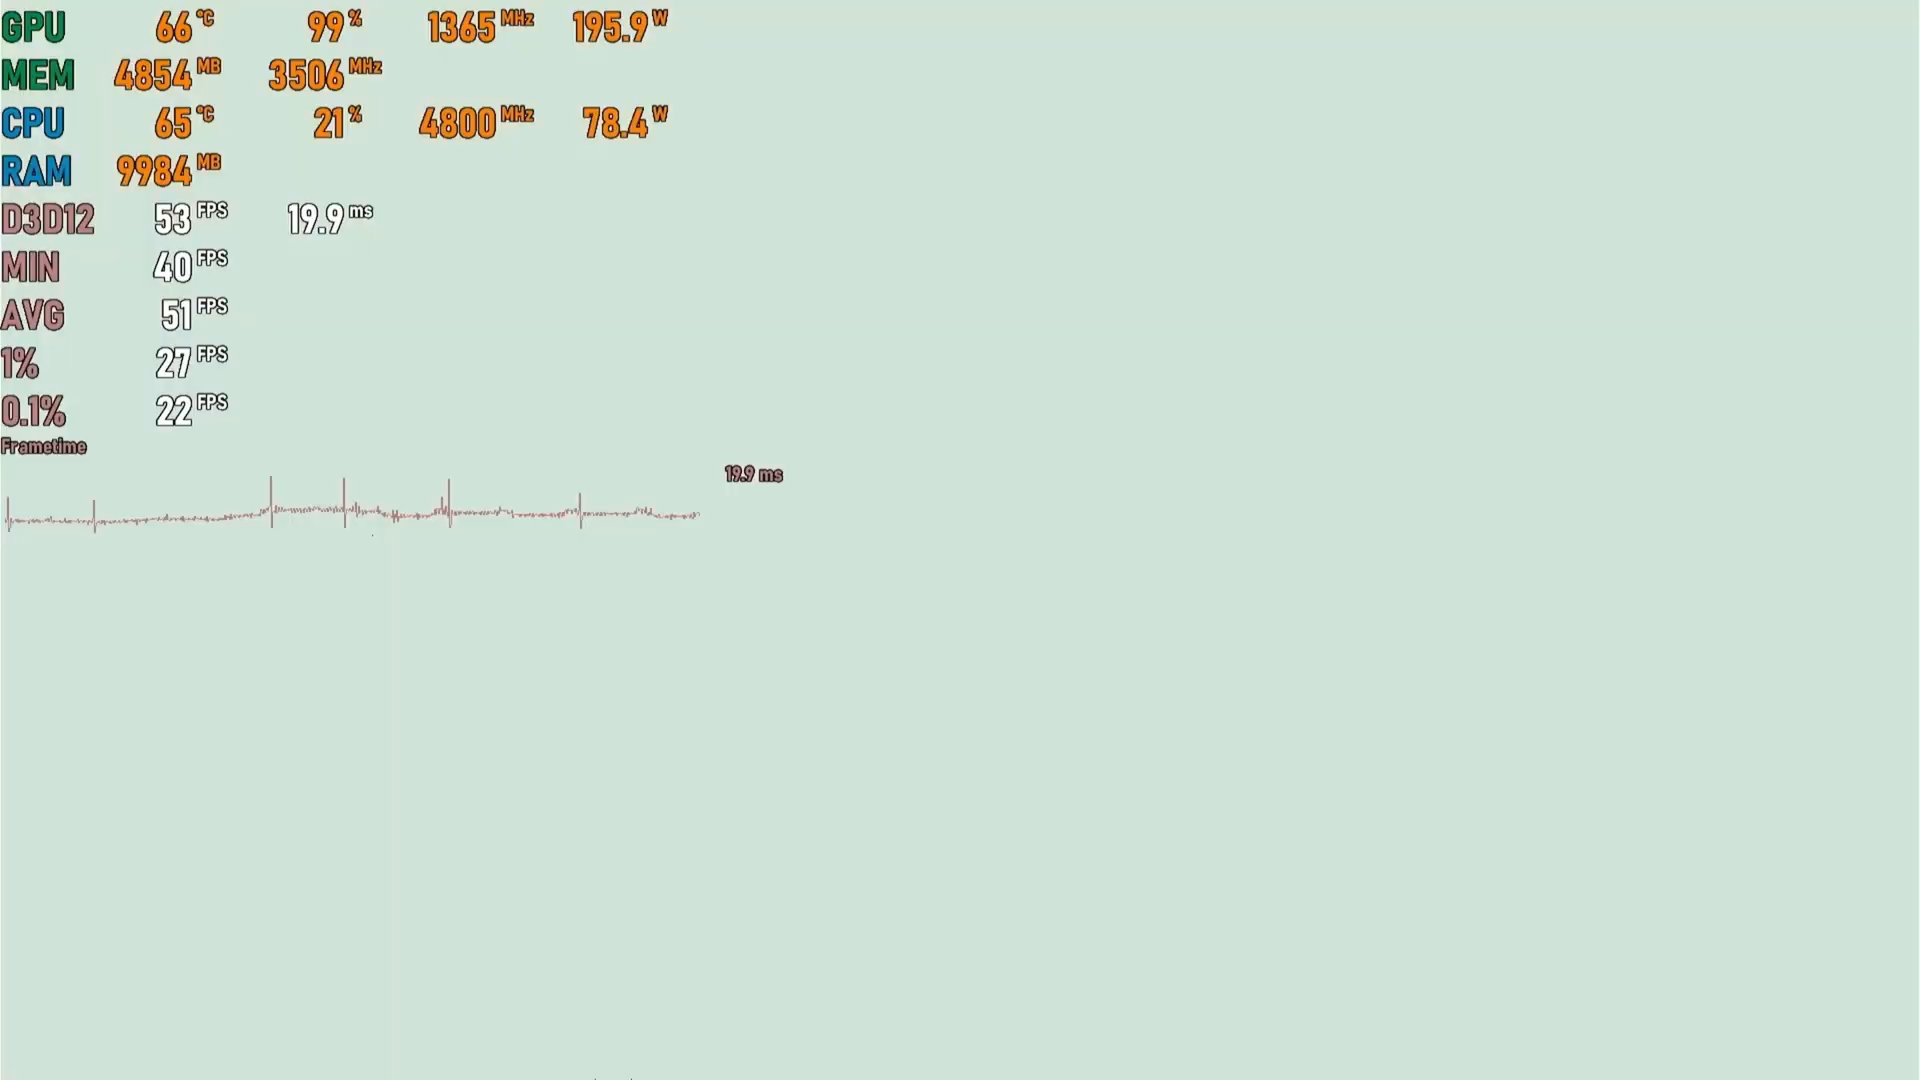 GPU 66 °C 99 % 1365 MHz 195.9 W
MEM 4854 MB 3506 MHz
CPU 65 °C 21 % 4800 MHz 78.4 W
RAM 9984 MB
D3D12 53 FPS 19.9 ms
MIN 40 FPS
AVG 51 FPS
1% 27 FPS
0.1% 22 FPS
Frametime
19.9 ms